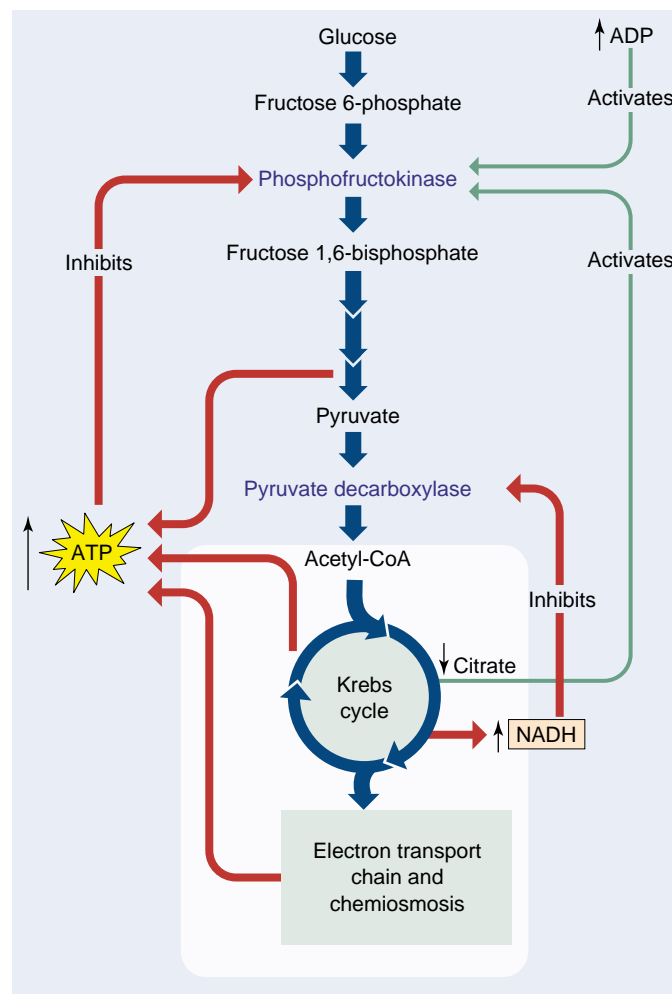 Glucose
ADP
Activates
Fructose 6-phosphate
Phosphofructokinase
Fructose 1,6-bisphosphate
Inhibits
Activates
Pyruvate
Pyruvate decarboxylase
ATP
Acetyl-CoA
Inhibits
Citrate
Krebs
cycle
NADH
Electron transport
chain and
chemiosmosis